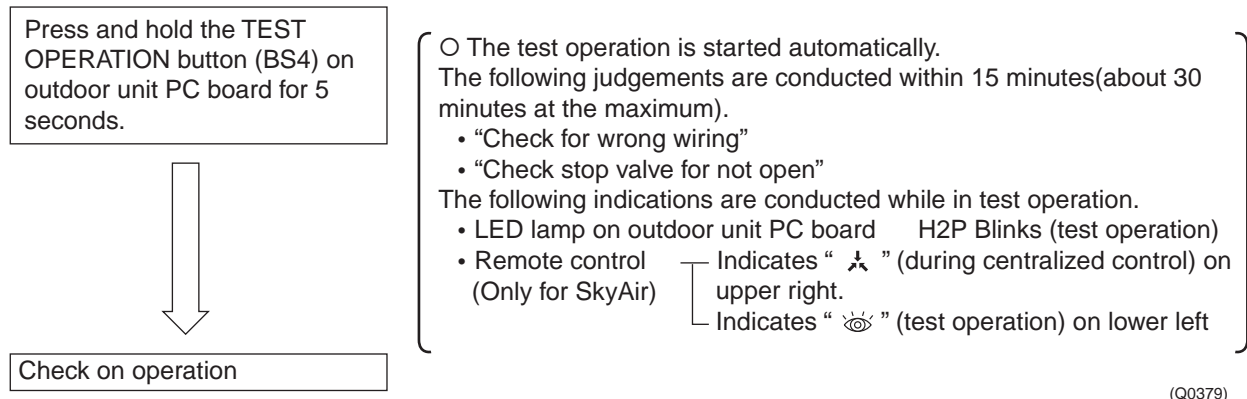 Press and hold the TEST
OPERATION button (BS4) on
outdoor unit PC board for 5
seconds.
Check on operation
○ The test operation is started automatically.
The following judgements are conducted within 15 minutes(about 30
minutes at the maximum).
• “Check for wrong wiring”
• “Check stop valve for not open”
The following indications are conducted while in test operation.
• LED lamp on outdoor unit PC board H2P Blinks (test operation)
• Remote control Indicates “ ” (during centralized control) on
(Only for SkyAir) upper right.
Indicates “ ” (test operation) on lower left
(Q0379)